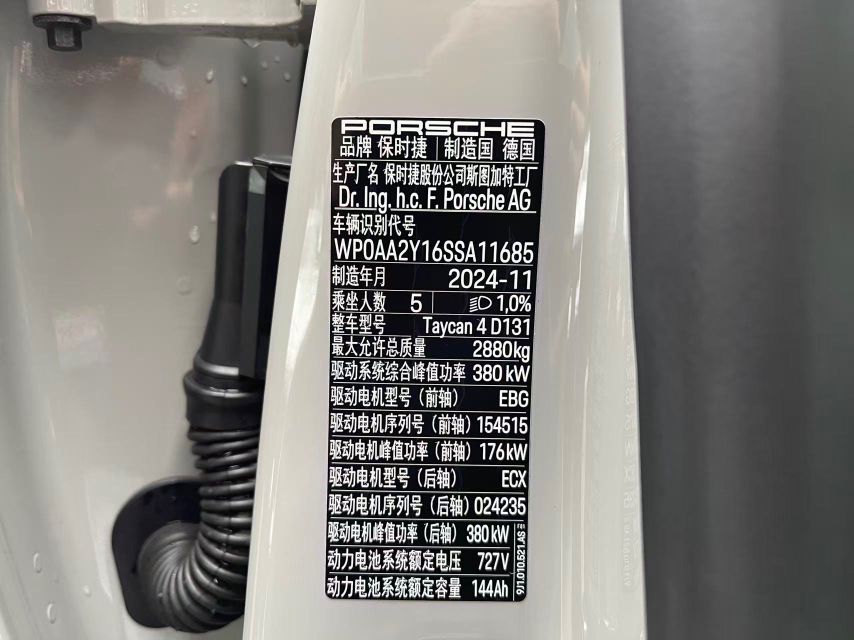 PORSCHE
品牌 保时捷 制造国 德国
生产厂名 保时捷股份公司斯图加特工厂
Dr. Ing. h.c. F. Porsche AG
车辆识别代号
WP0AA2Y16SSA11685
制造年月 2024-11
乘坐人数 5 1,0%
整车型号 Taycan 4 D131
最大允许总质量 2880kg
驱动系统综合峰值功率 380 kW
驱动电机型号（前轴） EBG
驱动电机序列号（前轴）154515
驱动电机峰值功率（前轴）176kW
驱动电机型号（后轴） ECX
驱动电机序列号（后轴）024235
驱动电机峰值功率（后轴）380 kW
动力电池系统额定电压 727V
动力电池系统额定容量 144Ah
9J1.010.521.AS